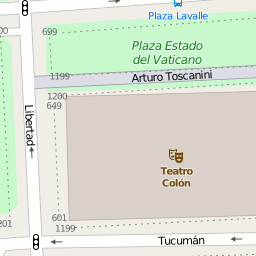 Plaza Lavalle
699
Plaza Estado
del Vaticano
1199
Arturo Toscanini
1200
649
Libertad
Teatro
Colón
601
1199
Tucumán